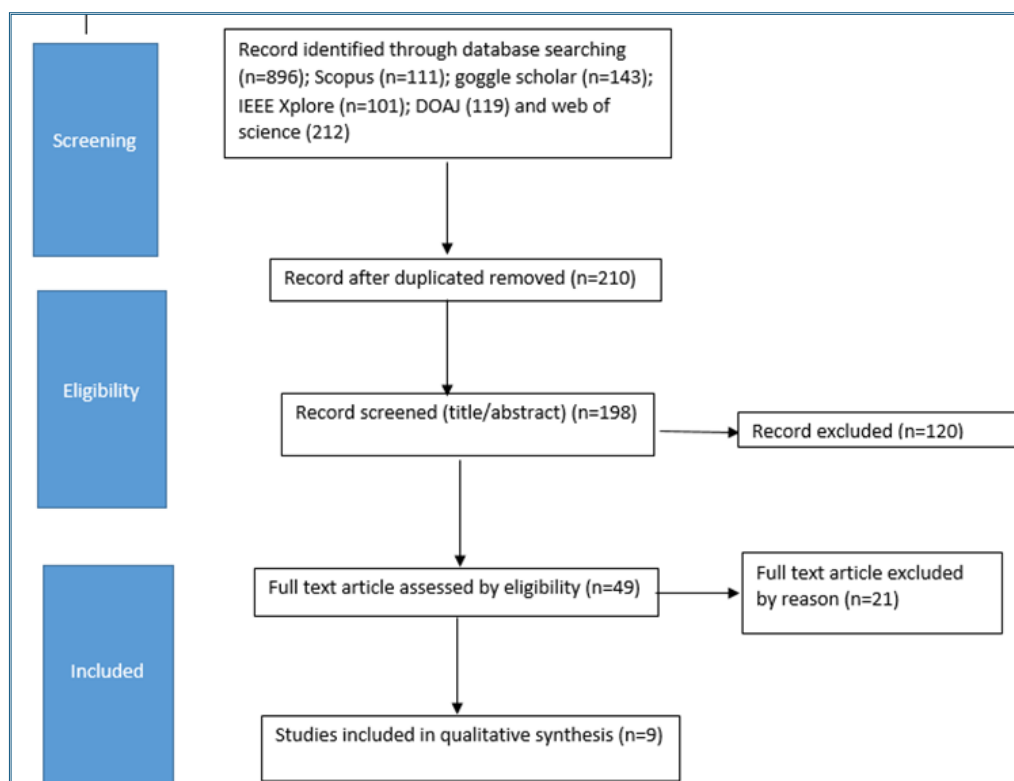 Record identified through database searching
(n=896); Scopus (n=111); goggle scholar (n=143);
IEEE Xplore (n=101); DOAJ (119) and web of
science (212)
Screening
Record after duplicated removed (n=210)
Eligibility
Record screened (title/abstract) (n=198)
Record excluded (n=120)
Full text article assessed by eligibility (n=49)
Full text article excluded
by reason (n=21)
Included
Studies included in qualitative synthesis (n=9)